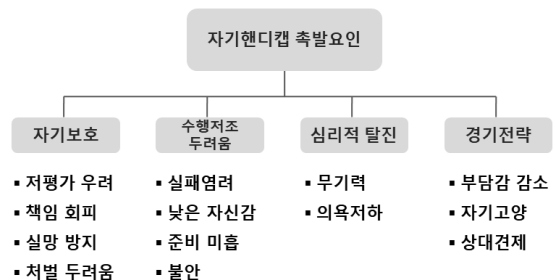 자기핸디캡 촉발요인
자기보호
수행저조
두려움
심리적 탈진
경기전략
▪ 저평가 우려
▪ 책임 회피
▪ 실망 방지
▪ 처벌 두려움
▪ 실패염려
▪ 낮은 자신감
▪ 준비 미흡
▪ 불안
▪ 무기력
▪ 의욕저하
▪ 부담감 감소
▪ 자기고양
▪ 상대견제